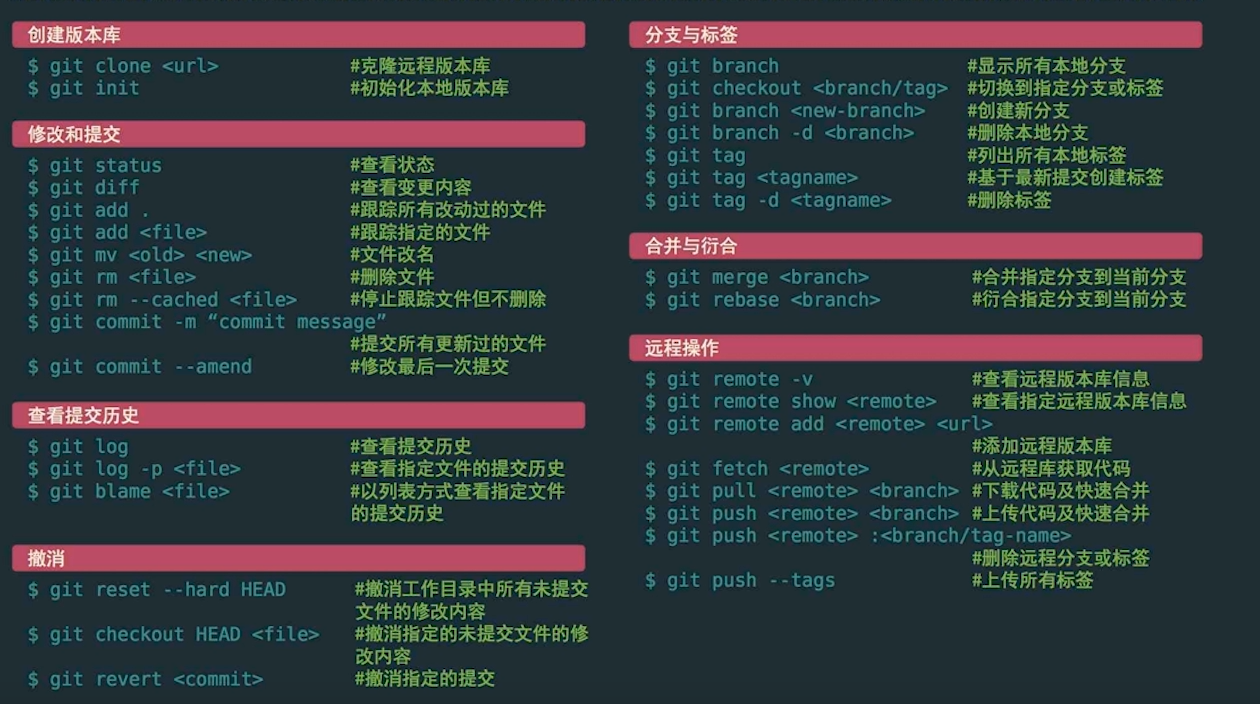 创建版本库
$ git clone <url> #克隆远程版本库
$ git init #初始化本地版本库
修改和提交
$ git status #查看状态
$ git diff #查看变更内容
$ git add . #跟踪所有改动过的文件
$ git add <file> #跟踪指定的文件
$ git mv <old> <new> #文件改名
$ git rm <file> #删除文件
$ git rm --cached <file> #停止跟踪文件但不删除
$ git commit -m “commit message”
#提交所有更新过的文件
$ git commit --amend #修改最后一次提交
查看提交历史
$ git log #查看提交历史
$ git log -p <file> #查看指定文件的提交历史
$ git blame <file> #以列表方式查看指定文件
的提交历史
撤消
$ git reset --hard HEAD #撤消工作目录中所有未提交
文件的修改内容
$ git checkout HEAD <file> #撤消指定的未提交文件的修
改内容
$ git revert <commit> #撤消指定的提交
分支与标签
$ git branch #显示所有本地分支
$ git checkout <branch/tag> #切换到指定分支或标签
$ git branch <new-branch> #创建新分支
$ git branch -d <branch> #删除本地分支
$ git tag #列出所有本地标签
$ git tag <tagname> #基于最新提交创建标签
$ git tag -d <tagname> #删除标签
合并与衍合
$ git merge <branch> #合并指定分支到当前分支
$ git rebase <branch> #衍合指定分支到当前分支
远程操作
$ git remote -v #查看远程版本库信息
$ git remote show <remote> #查看指定远程版本库信息
$ git remote add <remote> <url>
#添加远程版本库
$ git fetch <remote> #从远程库获取代码
$ git pull <remote> <branch> #下载代码及快速合并
$ git push <remote> <branch> #上传代码及快速合并
$ git push <remote> :<branch/tag-name>
#删除远程分支或标签
$ git push --tags #上传所有标签